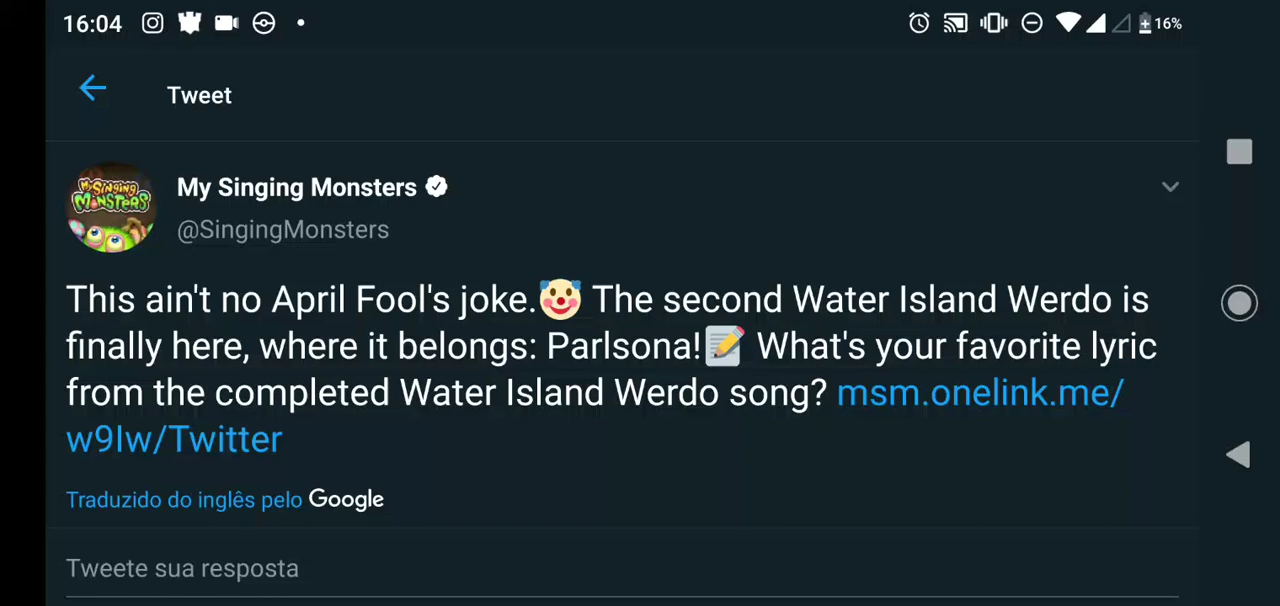 16:04
16%
Tweet
My Singing Monsters
@SingingMonsters
This ain't no April Fool's joke.🤡 The second Water Island Werdo is
finally here, where it belongs: Parlsona!📝 What's your favorite lyric
from the completed Water Island Werdo song? msm.onelink.me/
w9lw/Twitter
Traduzido do inglês pelo Google
Tweete sua resposta